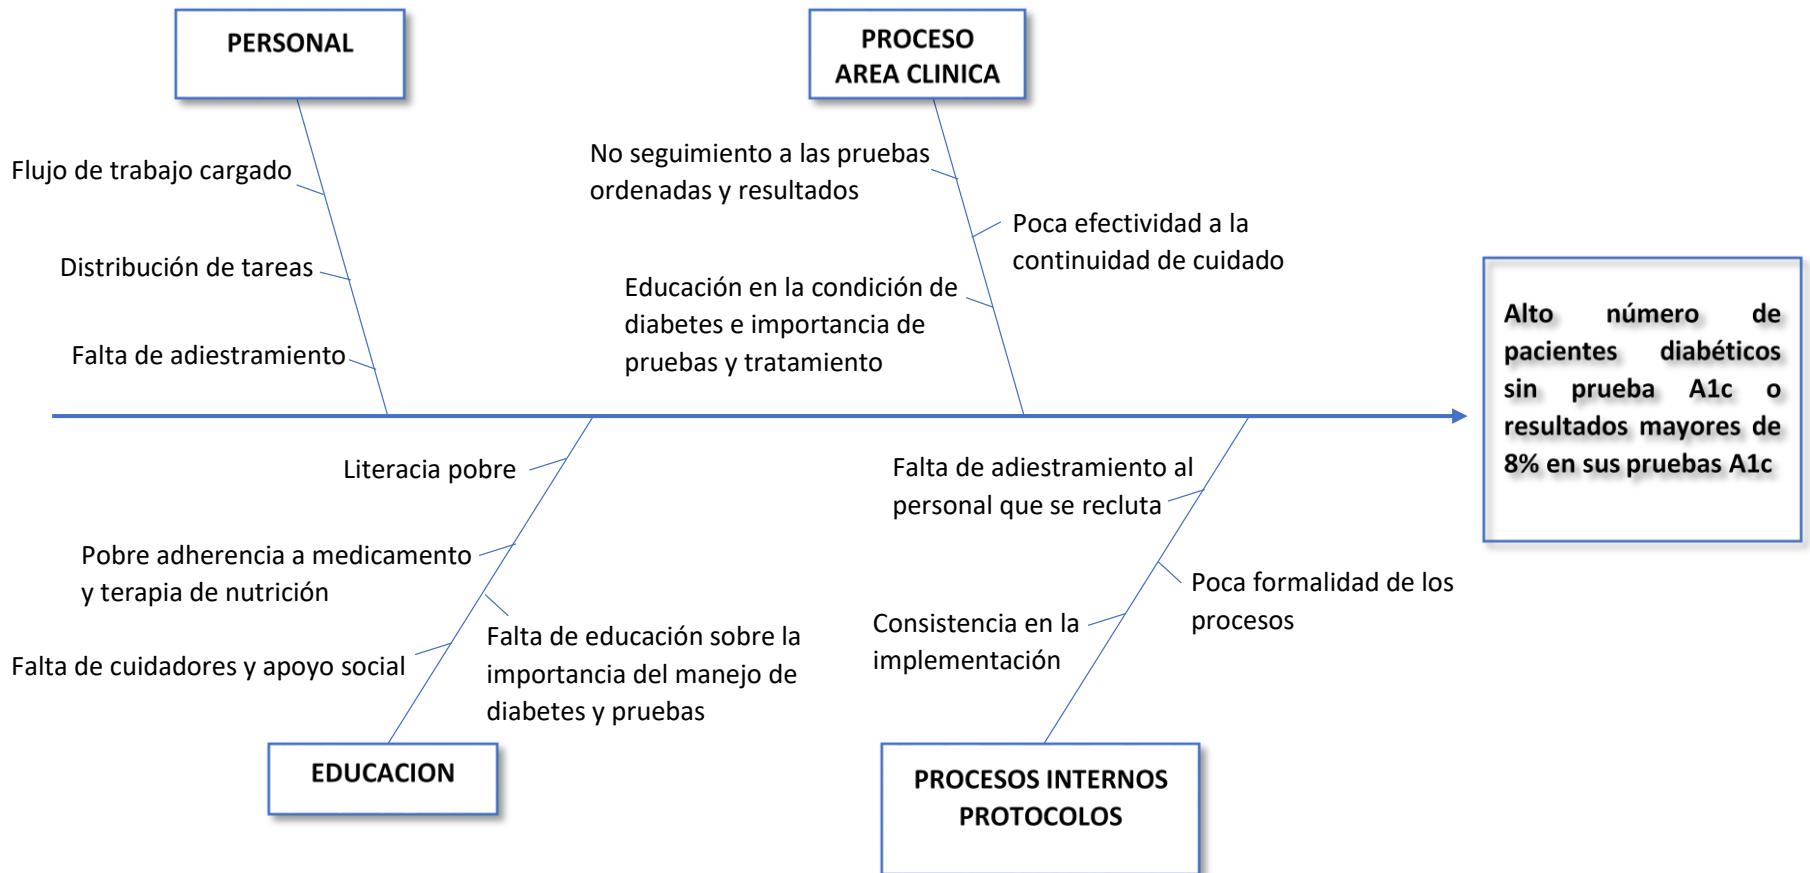 PERSONAL
PROCESO
AREA CLINICA
Flujo de trabajo cargado
Distribución de tareas
Falta de adiestramiento
No seguimiento a las pruebas
ordenadas y resultados
Poca efectividad a la
continuidad de cuidado
Educación en la condición de
diabetes e importancia de
pruebas y tratamiento
Alto número de
pacientes diabéticos
sin prueba A1c o
resultados mayores de
8% en sus pruebas A1c
Literacia pobre
Pobre adherencia a medicamento
y terapia de nutrición
Falta de cuidadores y apoyo social
Falta de educación sobre la
importancia del manejo de
diabetes y pruebas
Falta de adiestramiento al
personal que se recluta
Poca formalidad de los
procesos
Consistencia en la
implementación
EDUCACION
PROCESOS INTERNOS
PROTOCOLOS